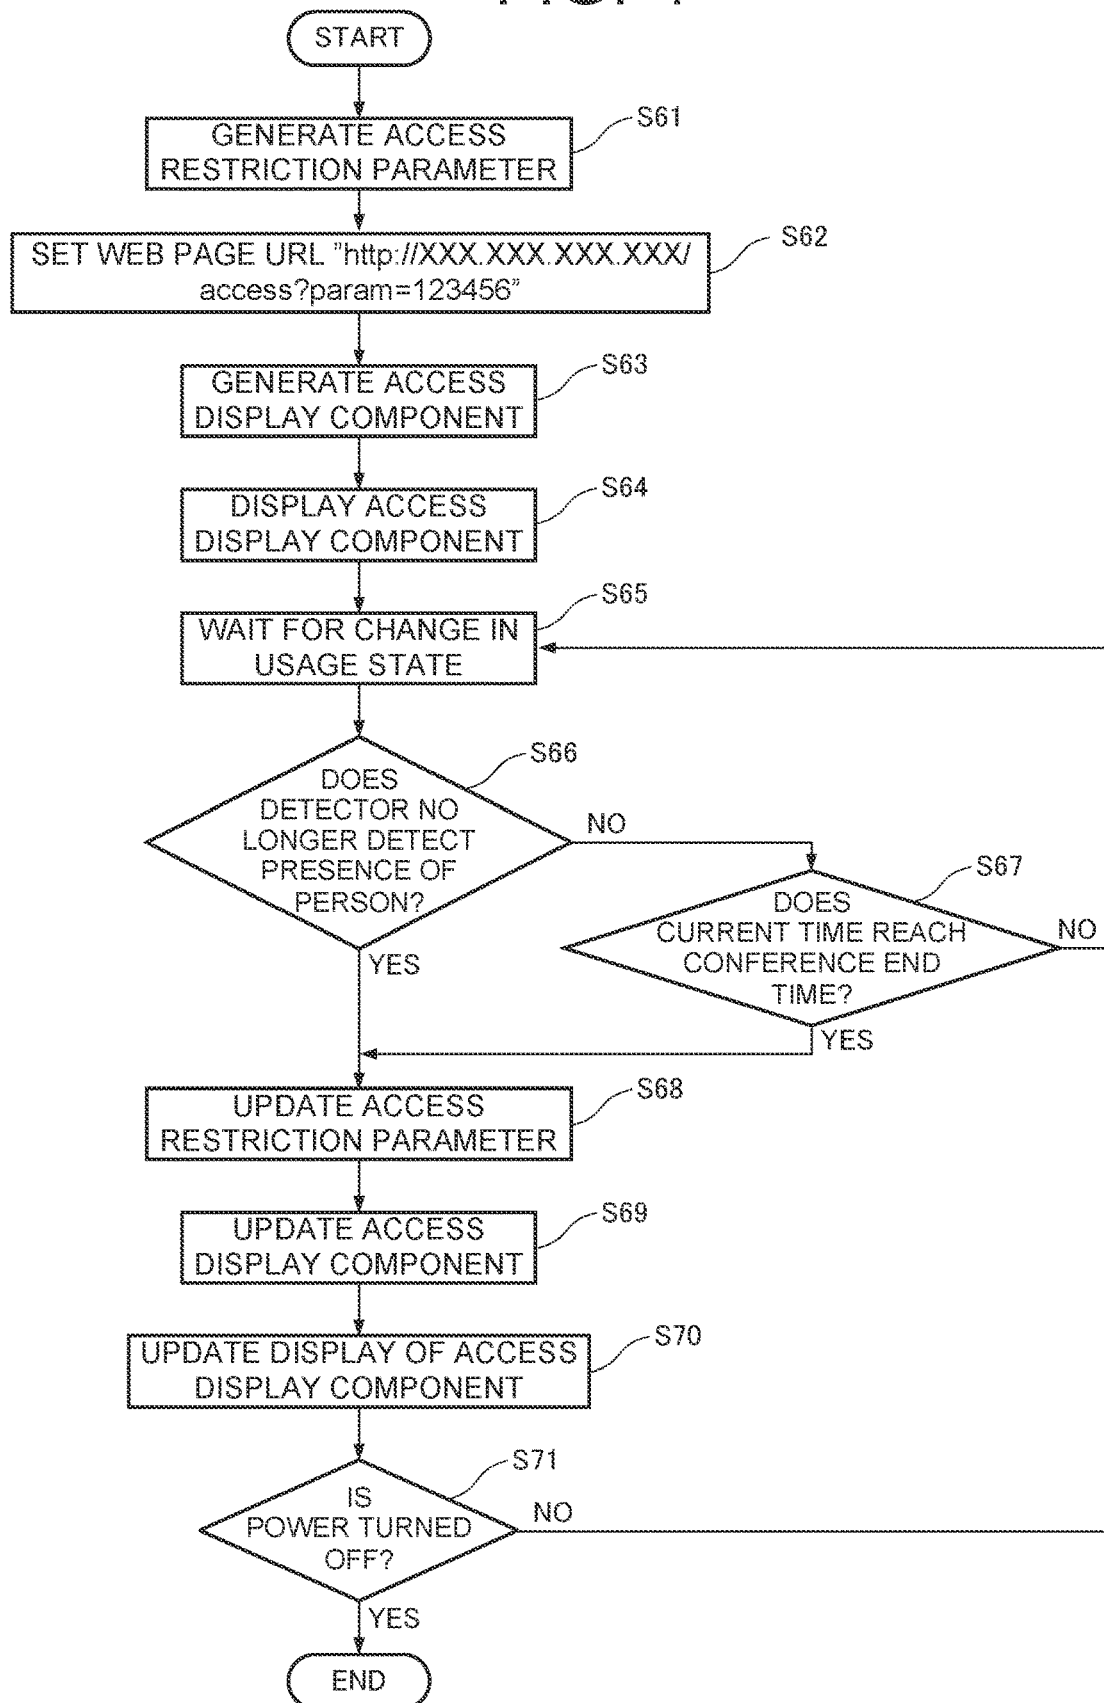 START
S61
GENERATE ACCESS
RESTRICTION PARAMETER
S62
SET WEB PAGE URL "http://XXX.XXX.XXX.XXX/
access?param=123456"
S63
GENERATE ACCESS
DISPLAY COMPONENT
S64
DISPLAY ACCESS
DISPLAY COMPONENT
S65
WAIT FOR CHANGE IN
USAGE STATE
S66
DOES
DETECTOR NO
LONGER DETECT
PRESENCE OF
PERSON?
NO
YES
S67
DOES
CURRENT TIME REACH
CONFERENCE END
TIME?
NO
YES
S68
UPDATE ACCESS
RESTRICTION PARAMETER
S69
UPDATE ACCESS
DISPLAY COMPONENT
S70
UPDATE DISPLAY OF ACCESS
DISPLAY COMPONENT
S71
IS
POWER TURNED
OFF?
NO
YES
END